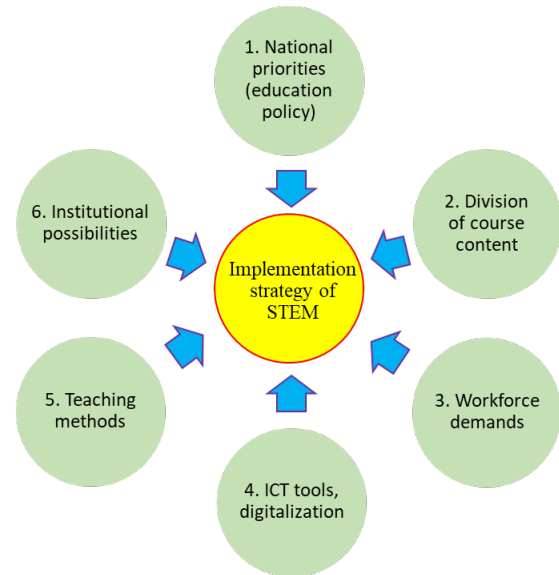 1. National
priorities
(education
policy)
2. Division
of course
content
3. Workforce
demands
4. ICT tools,
digitalization
5. Teaching
methods
6. Institutional
possibilities
Implementation
strategy of
STEM